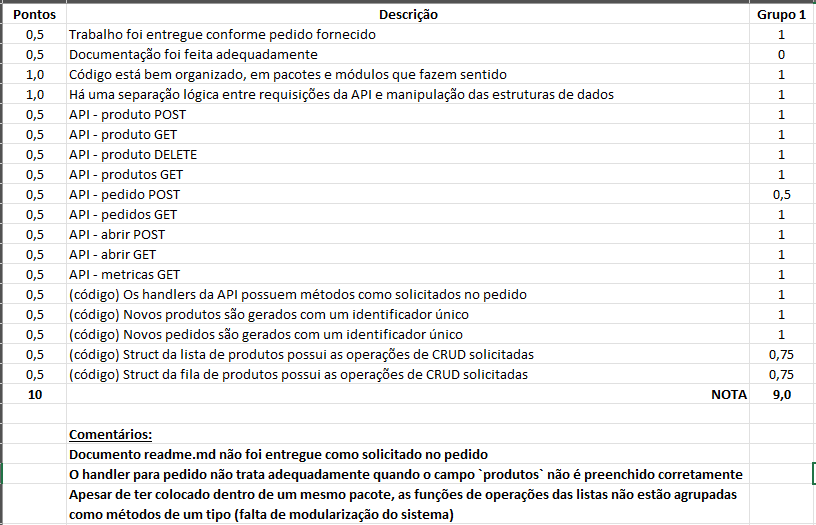 Pontos Descrição Grupo 1
0,5 Trabalho foi entregue conforme pedido fornecido 1
0,5 Documentação foi feita adequadamente 0
1,0 Código está bem organizado, em pacotes e módulos que fazem sentido 1
1,0 Há uma separação lógica entre requisições da API e manipulação das estruturas de dados 1
0,5 API - produto POST 1
0,5 API - produto GET 1
0,5 API - produto DELETE 1
0,5 API - produtos GET 1
0,5 API - pedido POST 0,5
0,5 API - pedidos GET 1
0,5 API - abrir POST 1
0,5 API - abrir GET 1
0,5 API - metricas GET 1
0,5 (código) Os handlers da API possuem métodos como solicitados no pedido 1
0,5 (código) Novos produtos são gerados com um identificador único 1
0,5 (código) Novos pedidos são gerados com um identificador único 1
0,5 (código) Struct da lista de produtos possui as operações de CRUD solicitadas 0,75
0,5 (código) Struct da fila de produtos possui as operações de CRUD solicitadas 0,75
10 NOTA 9,0
Comentários:
Documento readme.md não foi entregue como solicitado no pedido
O handler para pedido não trata adequadamente quando o campo `produtos` não é preenchido corretamente
Apesar de ter colocado dentro de um mesmo pacote, as funções de operações das listas não estão agrupadas
como métodos de um tipo (falta de modularização do sistema)